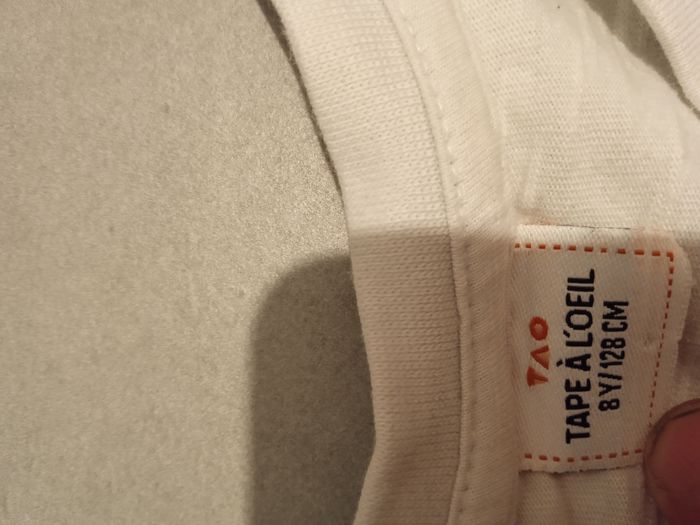 TAO
TAPE À L'OEIL
8 Y / 128 CM